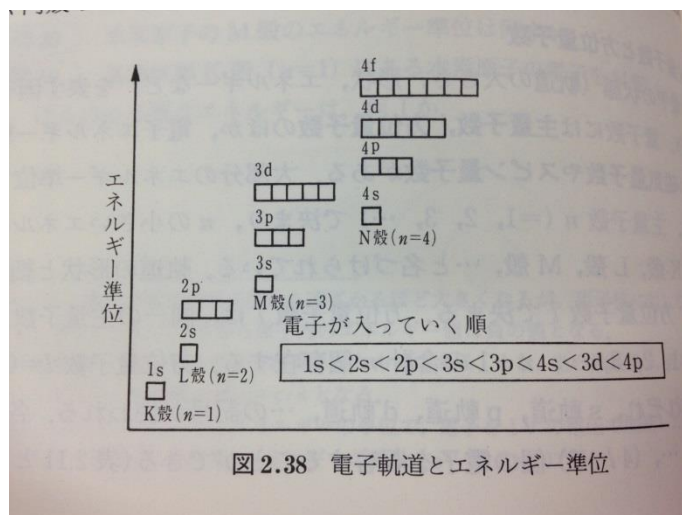 4f
4d
4p
4s
N殻(n=4)
3d
3p
3s
M殻(n=3)
2p
2s
L殻(n=2)
1s
K殻(n=1)
エネルギー準位
電子が入っていく順
1s<2s<2p<3s<3p<4s<3d<4p
図2.38 電子軌道とエネルギー準位